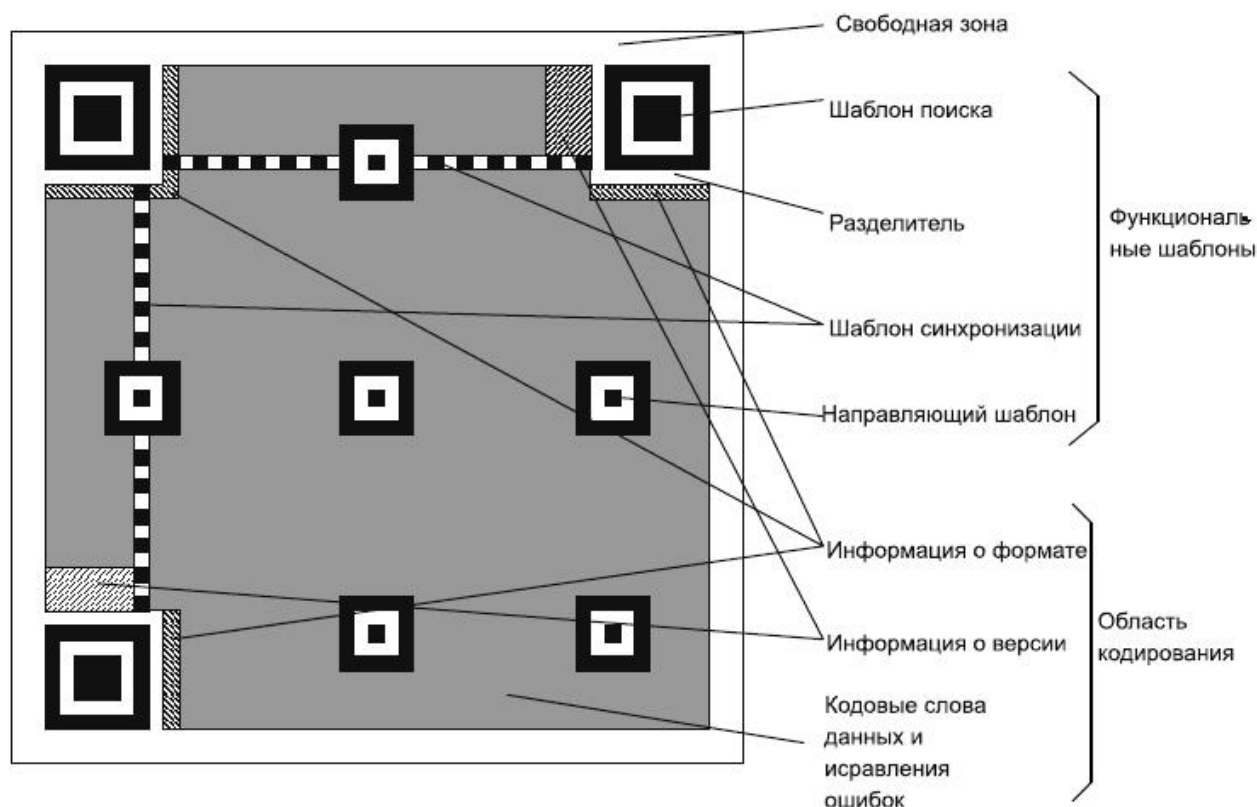 Свободная зона
Шаблон поиска
Разделитель
Функциональ-
ные шаблоны
Шаблон синхронизации
Направляющий шаблон
Информация о формате
Информация о версии
Область
кодирования
Кодовые слова
данных и
исравления
ошибок